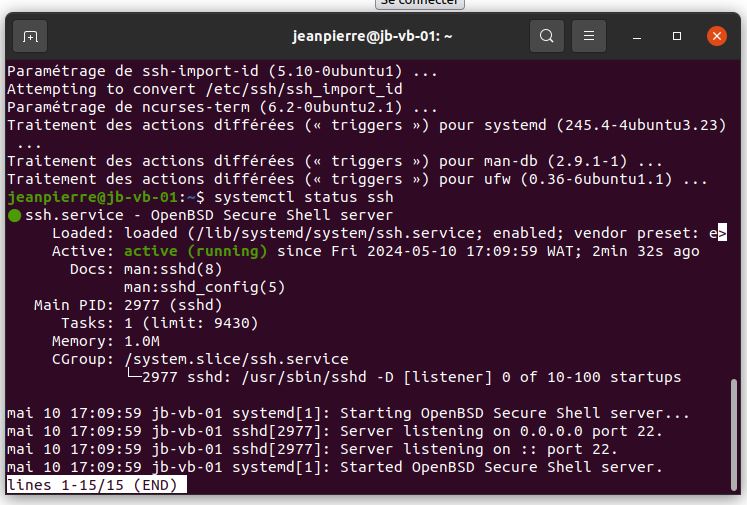 Se connecter
jeanpierre@jb-vb-01: ~
Paramétrage de ssh-import-id (5.10-0ubuntu1) ...
Attempting to convert /etc/ssh/ssh_import_id
Paramétrage de ncurses-term (6.2-0ubuntu2.1) ...
Traitement des actions différées (« triggers ») pour systemd (245.4-4ubuntu3.23)
...
Traitement des actions différées (« triggers ») pour man-db (2.9.1-1) ...
Traitement des actions différées (« triggers ») pour ufw (0.36-6ubuntu1.1) ...
jeanpierre@jb-vb-01:~$ systemctl status ssh
● ssh.service - OpenBSD Secure Shell server
Loaded: loaded (/lib/systemd/system/ssh.service; enabled; vendor preset: e>
Active: active (running) since Fri 2024-05-10 17:09:59 WAT; 2min 32s ago
Docs: man:sshd(8)
man:sshd_config(5)
Main PID: 2977 (sshd)
Tasks: 1 (limit: 9430)
Memory: 1.0M
CGroup: /system.slice/ssh.service
└─2977 sshd: /usr/sbin/sshd -D [listener] 0 of 10-100 startups
mai 10 17:09:59 jb-vb-01 systemd[1]: Starting OpenBSD Secure Shell server...
mai 10 17:09:59 jb-vb-01 sshd[2977]: Server listening on 0.0.0.0 port 22.
mai 10 17:09:59 jb-vb-01 sshd[2977]: Server listening on :: port 22.
mai 10 17:09:59 jb-vb-01 systemd[1]: Started OpenBSD Secure Shell server.
lines 1-15/15 (END)